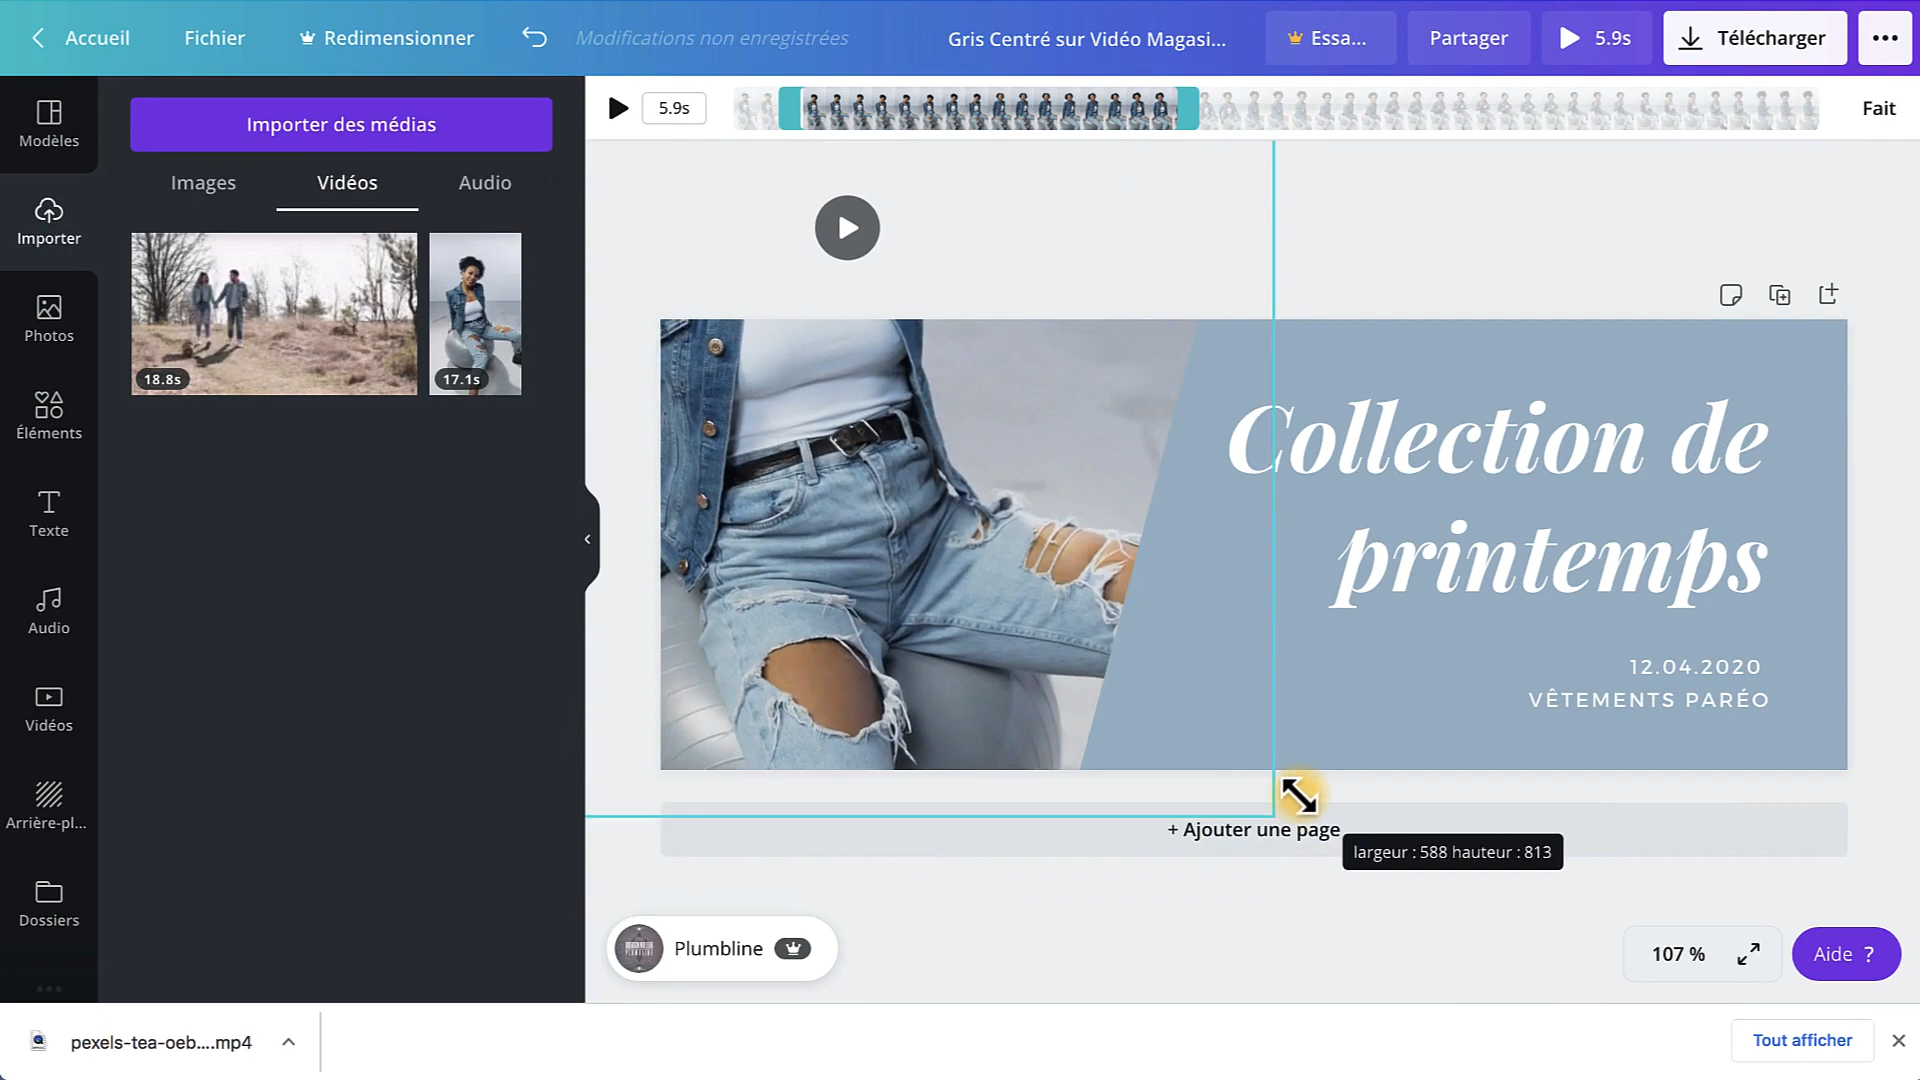 Accueil
Fichier
Redimensionner
Modifications non enregistrées
Gris Centré sur Vidéo Magasi...
Essa...
Partager
5.9s
Télécharger
Modèles
Importer
Photos
Éléments
Texte
Audio
Vidéos
Arrière-pl...
Dossiers
Importer des médias
Images
Vidéos
Audio
18.8s
17.1s
5.9s
Fait
Collection de
printemps
12.04.2020
VÊTEMENTS PARÉO
+ Ajouter une page
largeur : 588 hauteur : 813
Plumbline
107 %
Aide ?
pexels-tea-oeb....mp4
Tout afficher